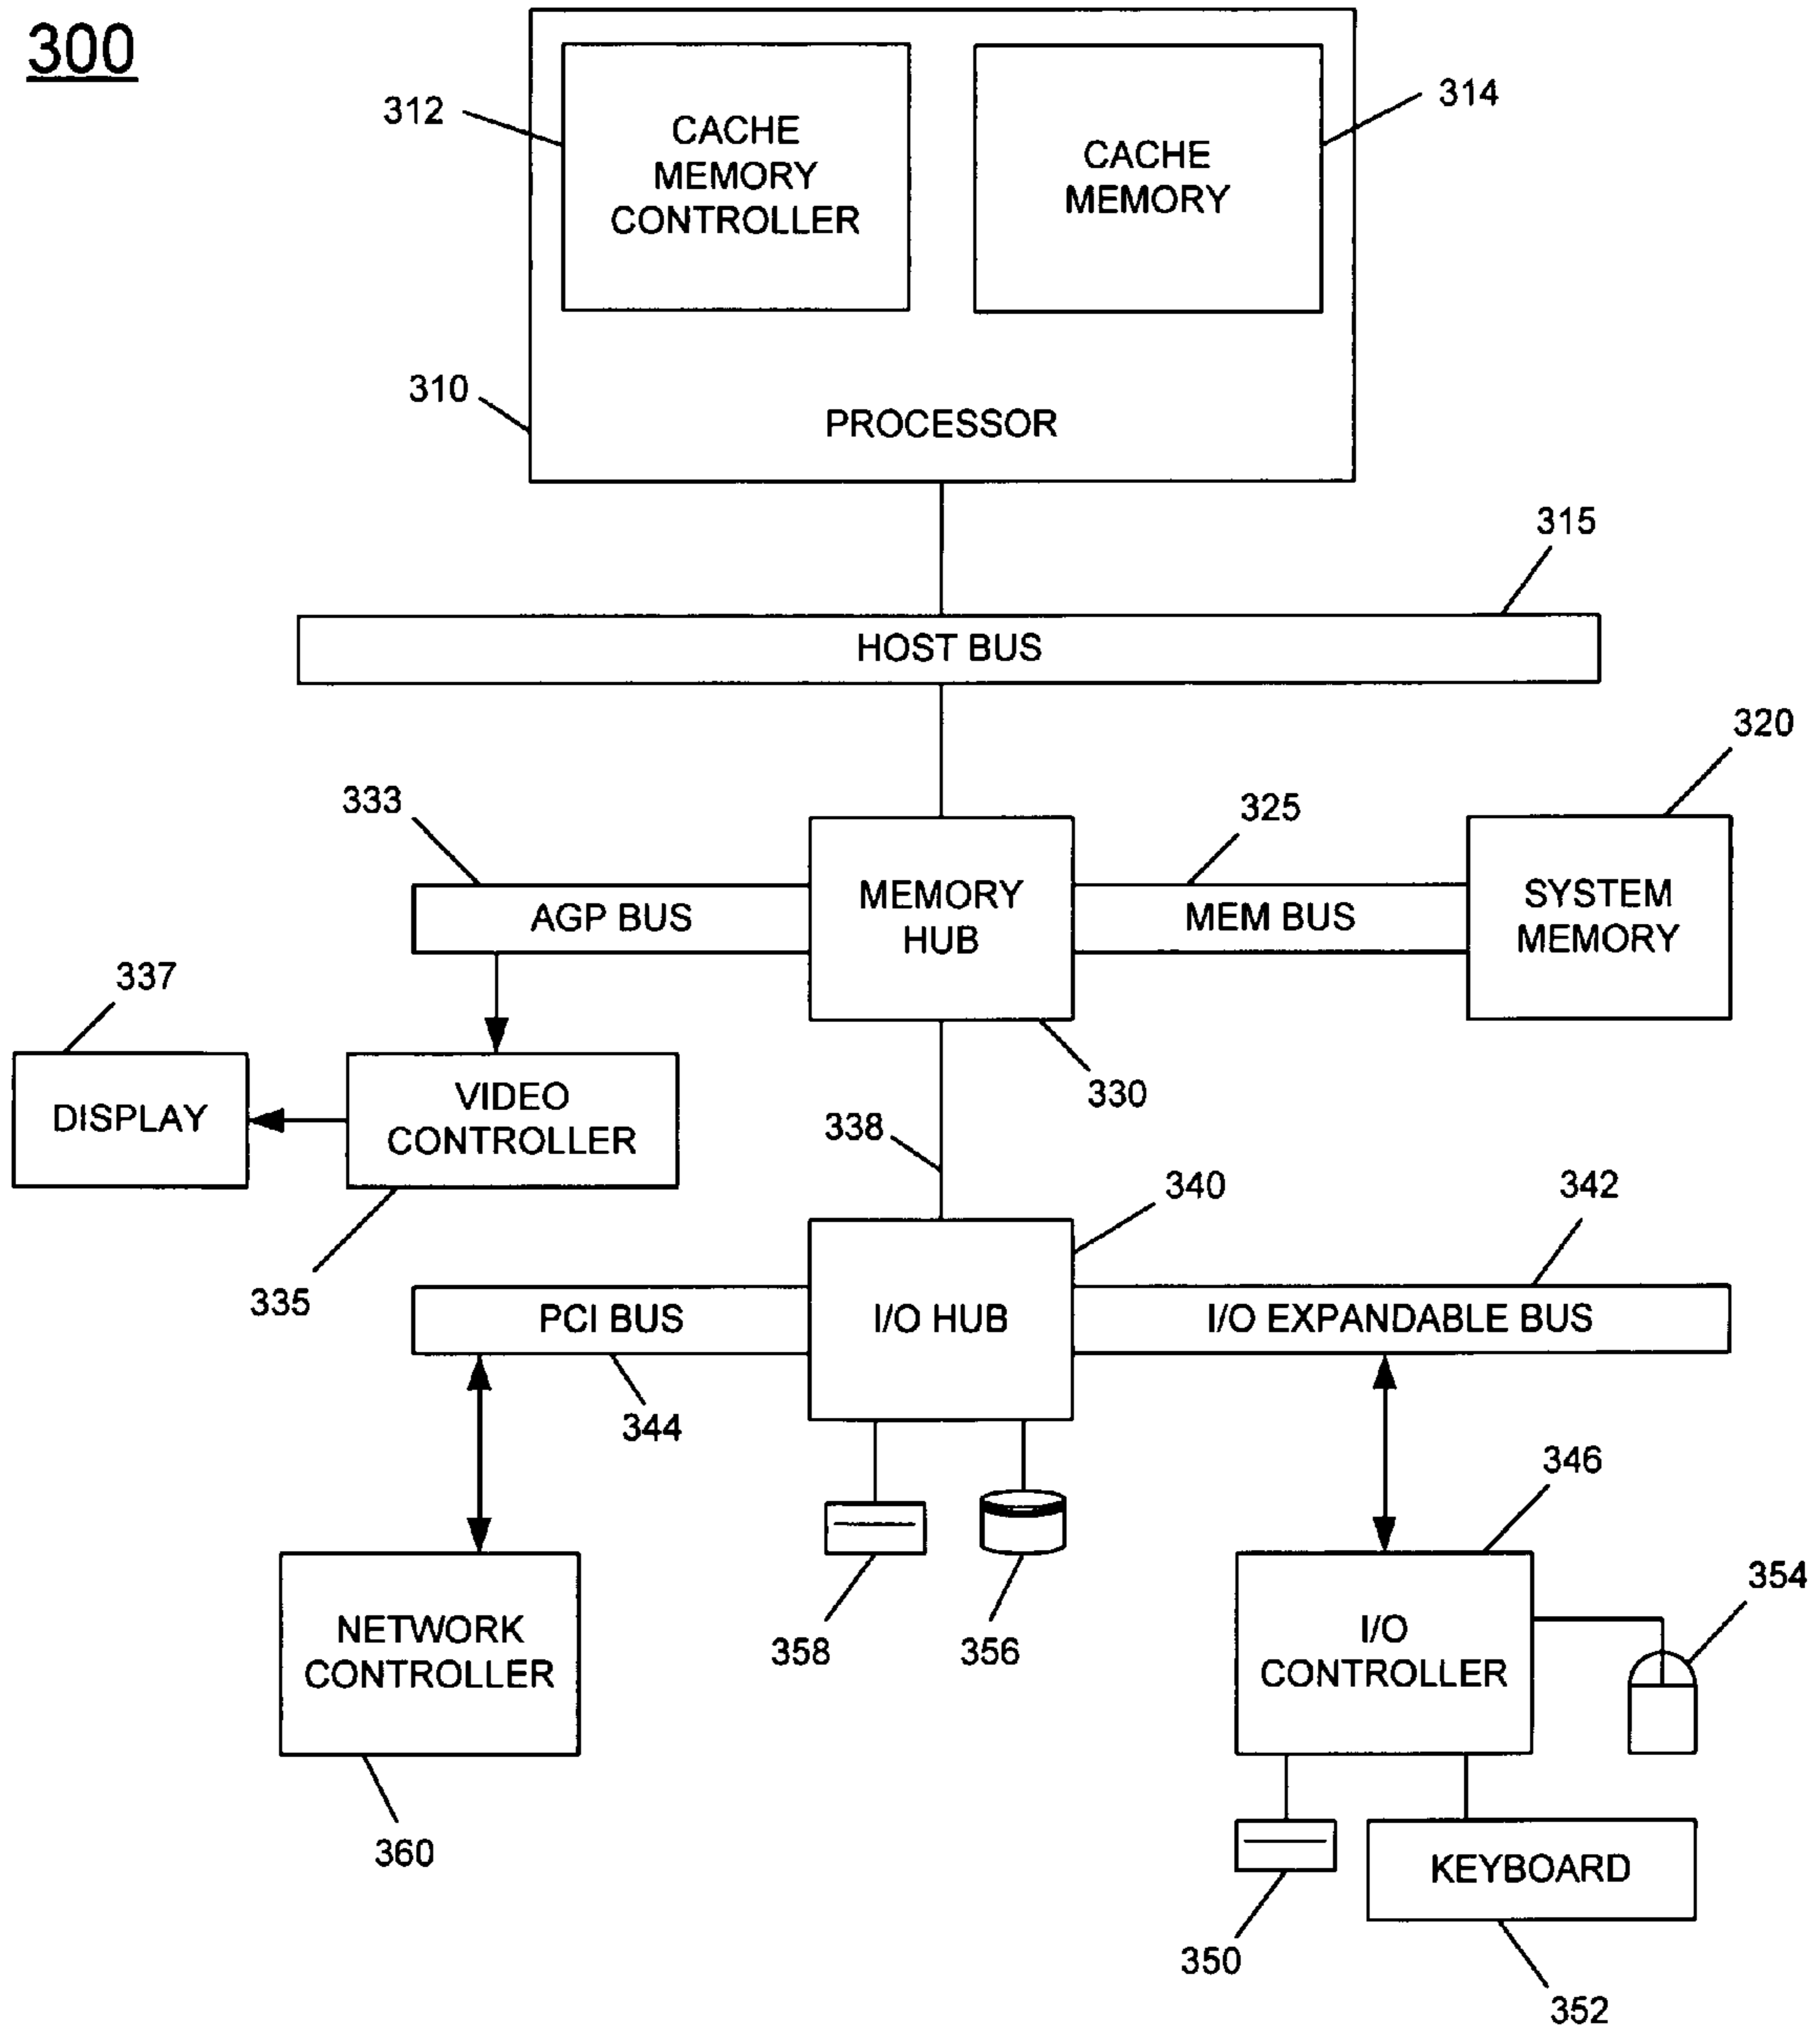 300
312
CACHE
MEMORY
CONTROLLER
CACHE
MEMORY
314
310
PROCESSOR
315
HOST BUS
320
333
325
AGP BUS
MEMORY
HUB
MEM BUS
SYSTEM
MEMORY
337
DISPLAY
VIDEO
CONTROLLER
330
338
340
342
335
PCI BUS
I/O HUB
I/O EXPANDABLE BUS
344
346
354
NETWORK
CONTROLLER
358
356
I/O
CONTROLLER
360
KEYBOARD
350
352